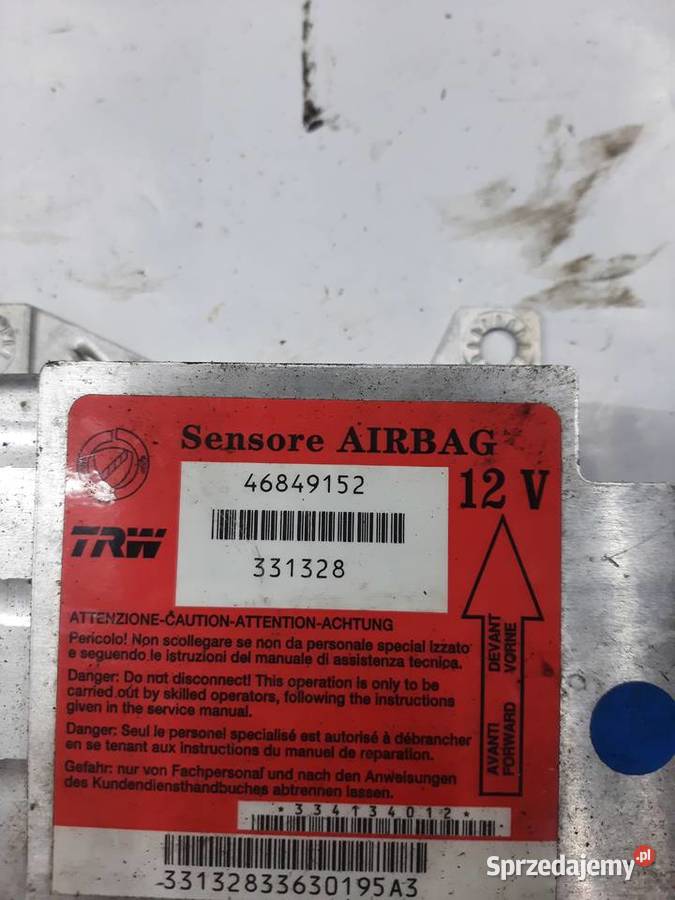 Sensore AIRBAG
46849152
12 V
TRW
331328
ATTENZIONE-CAUTION-ATTENTION-ACHTUNG
Pericolo! Non scollegare se non da personale special Izzato
e seguendo le istruzioni del manuale di assistenza tecnica.
Danger: Do not disconnect! This operation is only to be
carried out by skilled operators, following the instructions
given in the service manual.
Danger: Seul le personel spécialisé est autorisé à débrancher
en se tenant aux instructions du manuel de reparation.
Gefahr: nur von Fachpersonal und nach den Anweisungen
des Kundendiensthandbuches abtrennen lassen.
DEVANT
VORNE
AVANTI
FORWARD
*334134012*
33132833630195A3
Sprzedajemy.pl